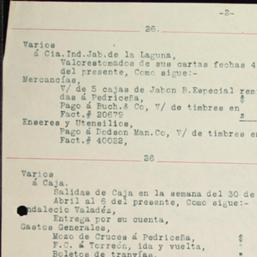 -2-
26.
Varios
á Cia.Ind.Jab.de la Laguna,
Valorestomados de sus cartas fechas 4
del presente, Como sigue:-
Mercancías,
V/ de 5 cajas de Jabon R.Especial
das á Pedriceña, $
Pago á Buch.& Co, V/ de timbres en
Fact.# 20679
Enseres y Utensilios,
Pago á Dodson Man.Co, V/ de timbres en
Fact.# 40022,
26
Varios
á Caja.
Salidas de Caja en la semana del 30 de
Abril al 6 del presente, Como sigue:-
Indalecio Valadéz,
Entrega por su cuenta,
Gastos Generales,
Mozo de Cruces á Pedriceña, $
F.C. á Torreón, ida y vuelta,
Boletos de tranvías,